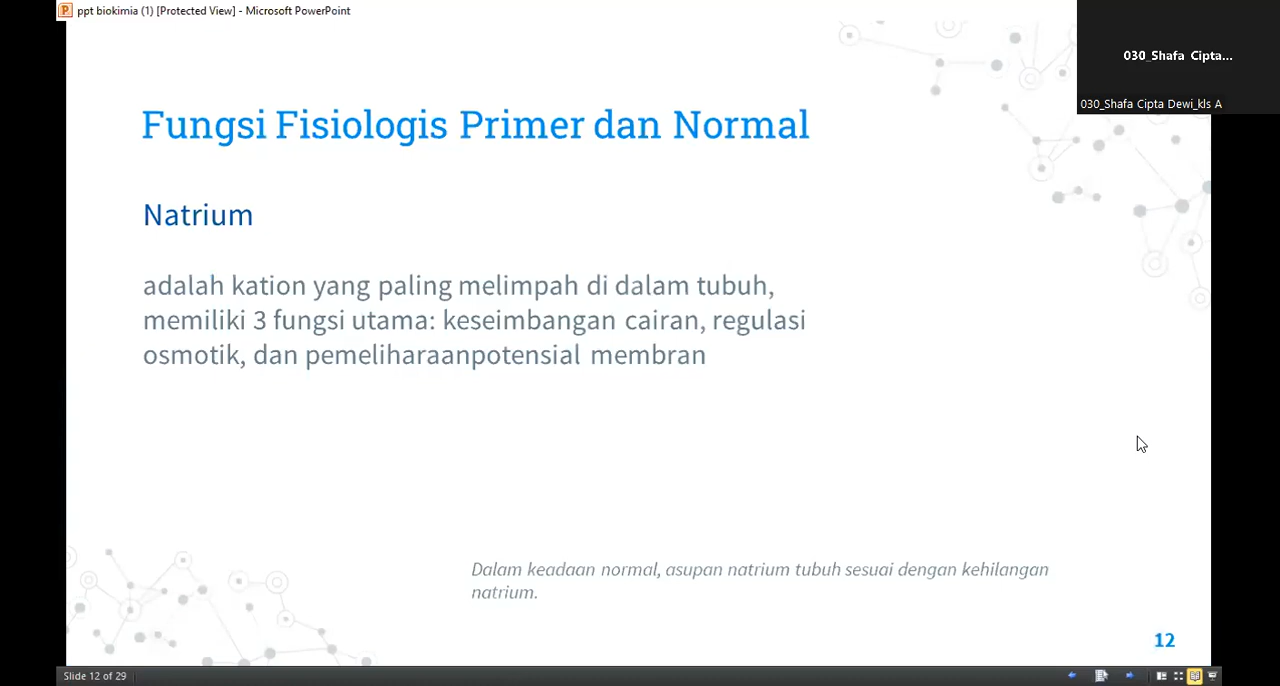 ppt biokimia (1) [Protected View] - Microsoft PowerPoint
030_Shafa Cipta...
030_Shafa Cipta Dewi_kls A
Fungsi Fisiologis Primer dan Normal
Natrium
adalah kation yang paling melimpah di dalam tubuh,
memiliki 3 fungsi utama: keseimbangan cairan, regulasi
osmotik, dan pemeliharaanpotensial membran
Dalam keadaan normal, asupan natrium tubuh sesuai dengan kehilangan
natrium.
12
Slide 12 of 29